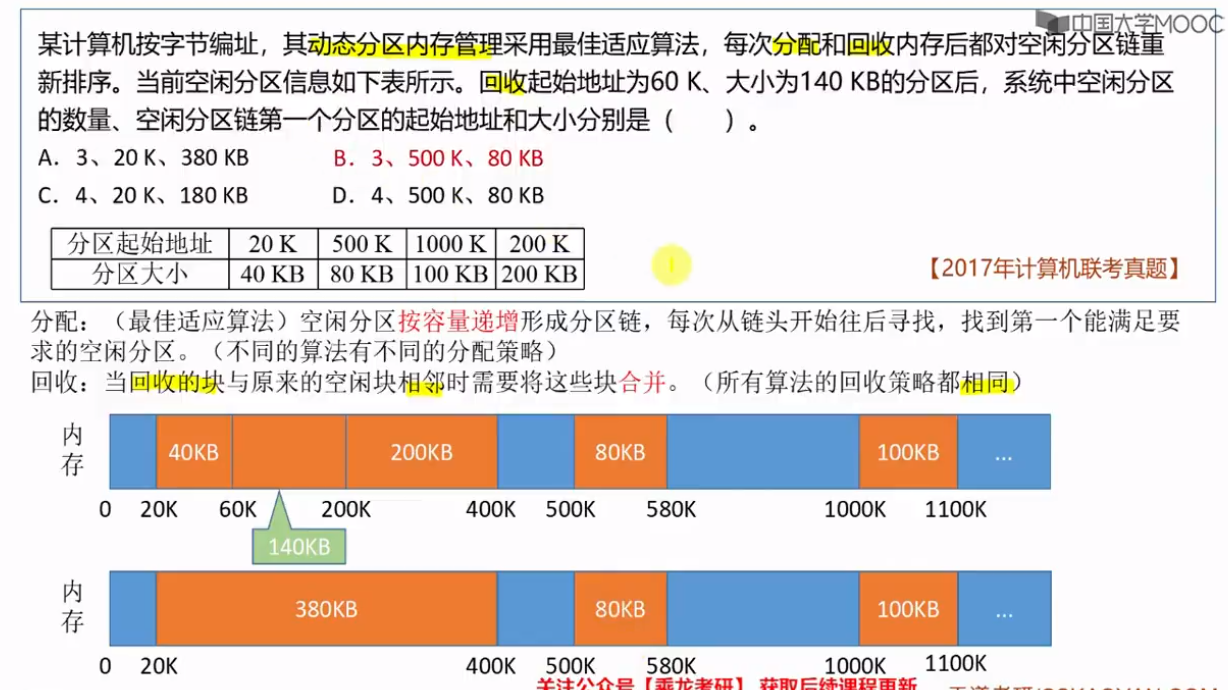 中国大学MOOC
某计算机按字节编址，其动态分区内存管理采用最佳适应算法，每次分配和回收内存后都对空闲分区链重
新排序。当前空闲分区信息如下表所示。回收起始地址为60 K、大小为140 KB的分区后，系统中空闲分区
的数量、空闲分区链第一个分区的起始地址和大小分别是（　　）。
A. 3、20 K、380 KB B. 3、500 K、80 KB
C. 4、20 K、180 KB D. 4、500 K、80 KB
分区起始地址 20 K 500 K 1000 K 200 K
分区大小 40 KB 80 KB 100 KB 200 KB
【2017年计算机联考真题】
分配：（最佳适应算法）空闲分区按容量递增形成分区链，每次从链头开始往后寻找，找到第一个能满足要
求的空闲分区。（不同的算法有不同的分配策略）
回收：当回收的块与原来的空闲块相邻时需要将这些块合并。（所有算法的回收策略都相同）
内存
40KB 200KB 80KB 100KB ...
0 20K 60K 200K 400K 500K 580K 1000K 1100K
140KB
内存
380KB 80KB 100KB ...
0 20K 400K 500K 580K 1000K 1100K
关注公众号【乘龙考研】 获取后续课程更新